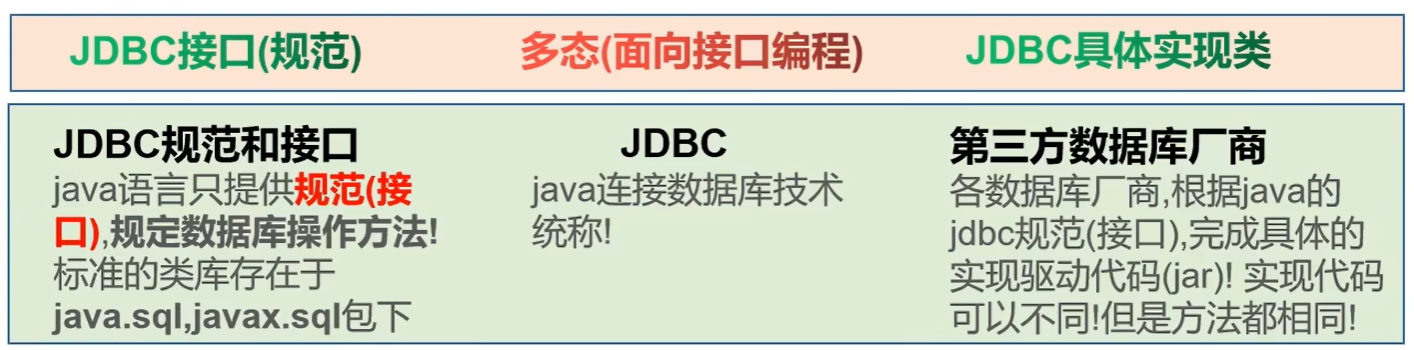 JDBC接口(规范)
多态(面向接口编程)
JDBC具体实现类
JDBC规范和接口
java语言只提供规范(接
口),规定数据库操作方法!
标准的类库存在于
java.sql,javax.sql包下
JDBC
java连接数据库技术
统称!
第三方数据库厂商
各数据库厂商,根据java的
jdbc规范(接口),完成具体的
实现驱动代码(jar)! 实现代码
可以不同!但是方法都相同!